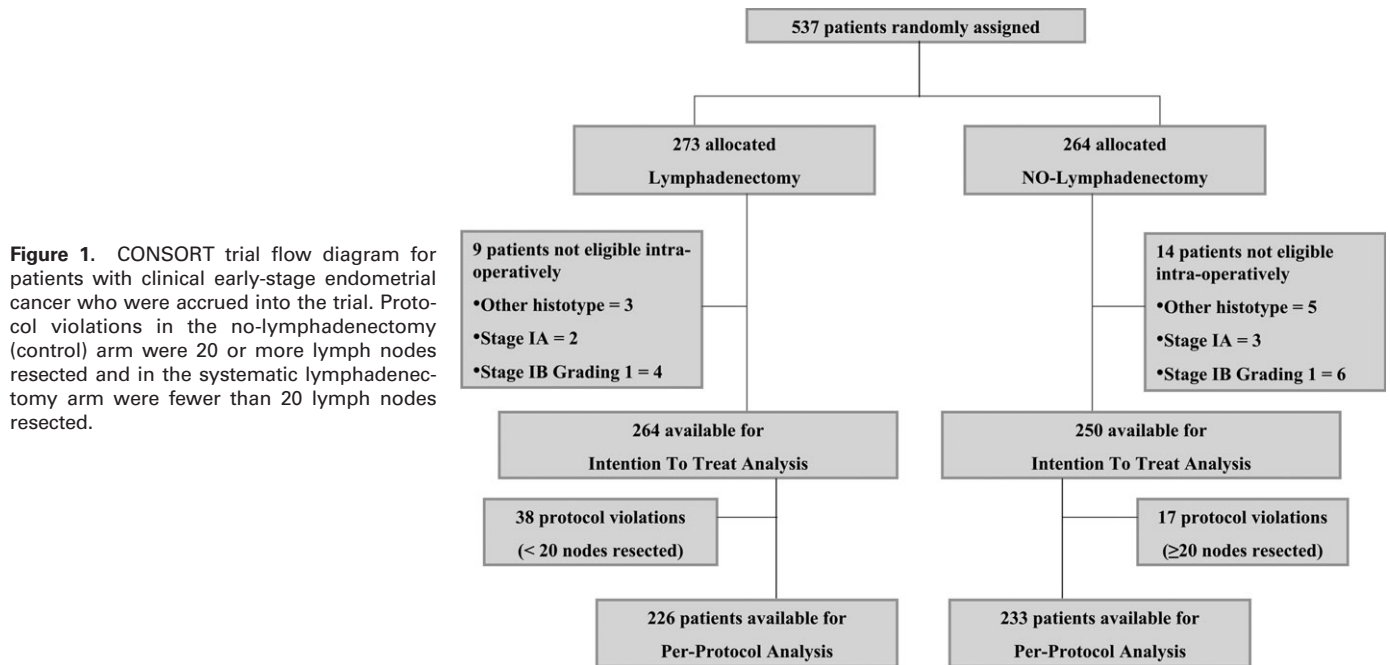 537 patients randomly assigned
273 allocated
Lymphadenectomy
264 allocated
NO-Lymphadenectomy
9 patients not eligible intra-
operatively
•Other histotype = 3
•Stage IA = 2
•Stage IB Grading 1 = 4
14 patients not eligible
intra-operatively
•Other histotype = 5
•Stage IA = 3
•Stage IB Grading 1 = 6
Figure 1. CONSORT trial flow diagram for
patients with clinical early-stage endometrial
cancer who were accrued into the trial. Proto-
col violations in the no-lymphadenectomy
(control) arm were 20 or more lymph nodes
resected and in the systematic lymphadenec-
tomy arm were fewer than 20 lymph nodes
resected.
264 available for
Intention To Treat Analysis
250 available for
Intention To Treat Analysis
38 protocol violations
(< 20 nodes resected)
17 protocol violations
(≥20 nodes resected)
226 patients available for
Per-Protocol Analysis
233 patients available for
Per-Protocol Analysis